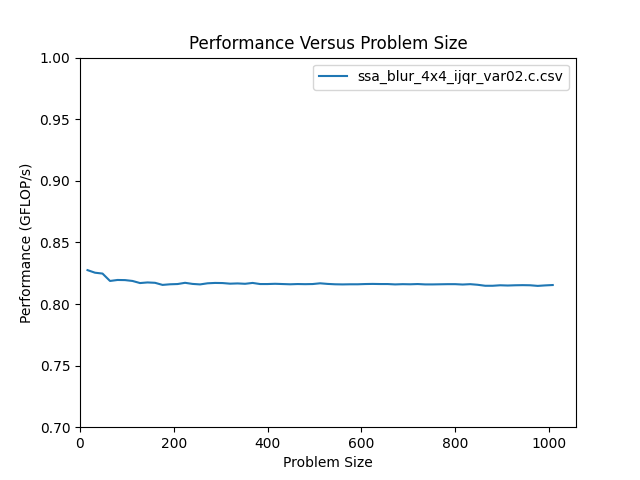 Performance Versus Problem Size
ssa_blur_4x4_ijqr_var02.c.csv
1.00
0.95
0.90
0.85
0.80
0.75
0.70
Performance (GFLOP/s)
0 200 400 600 800 1000
Problem Size